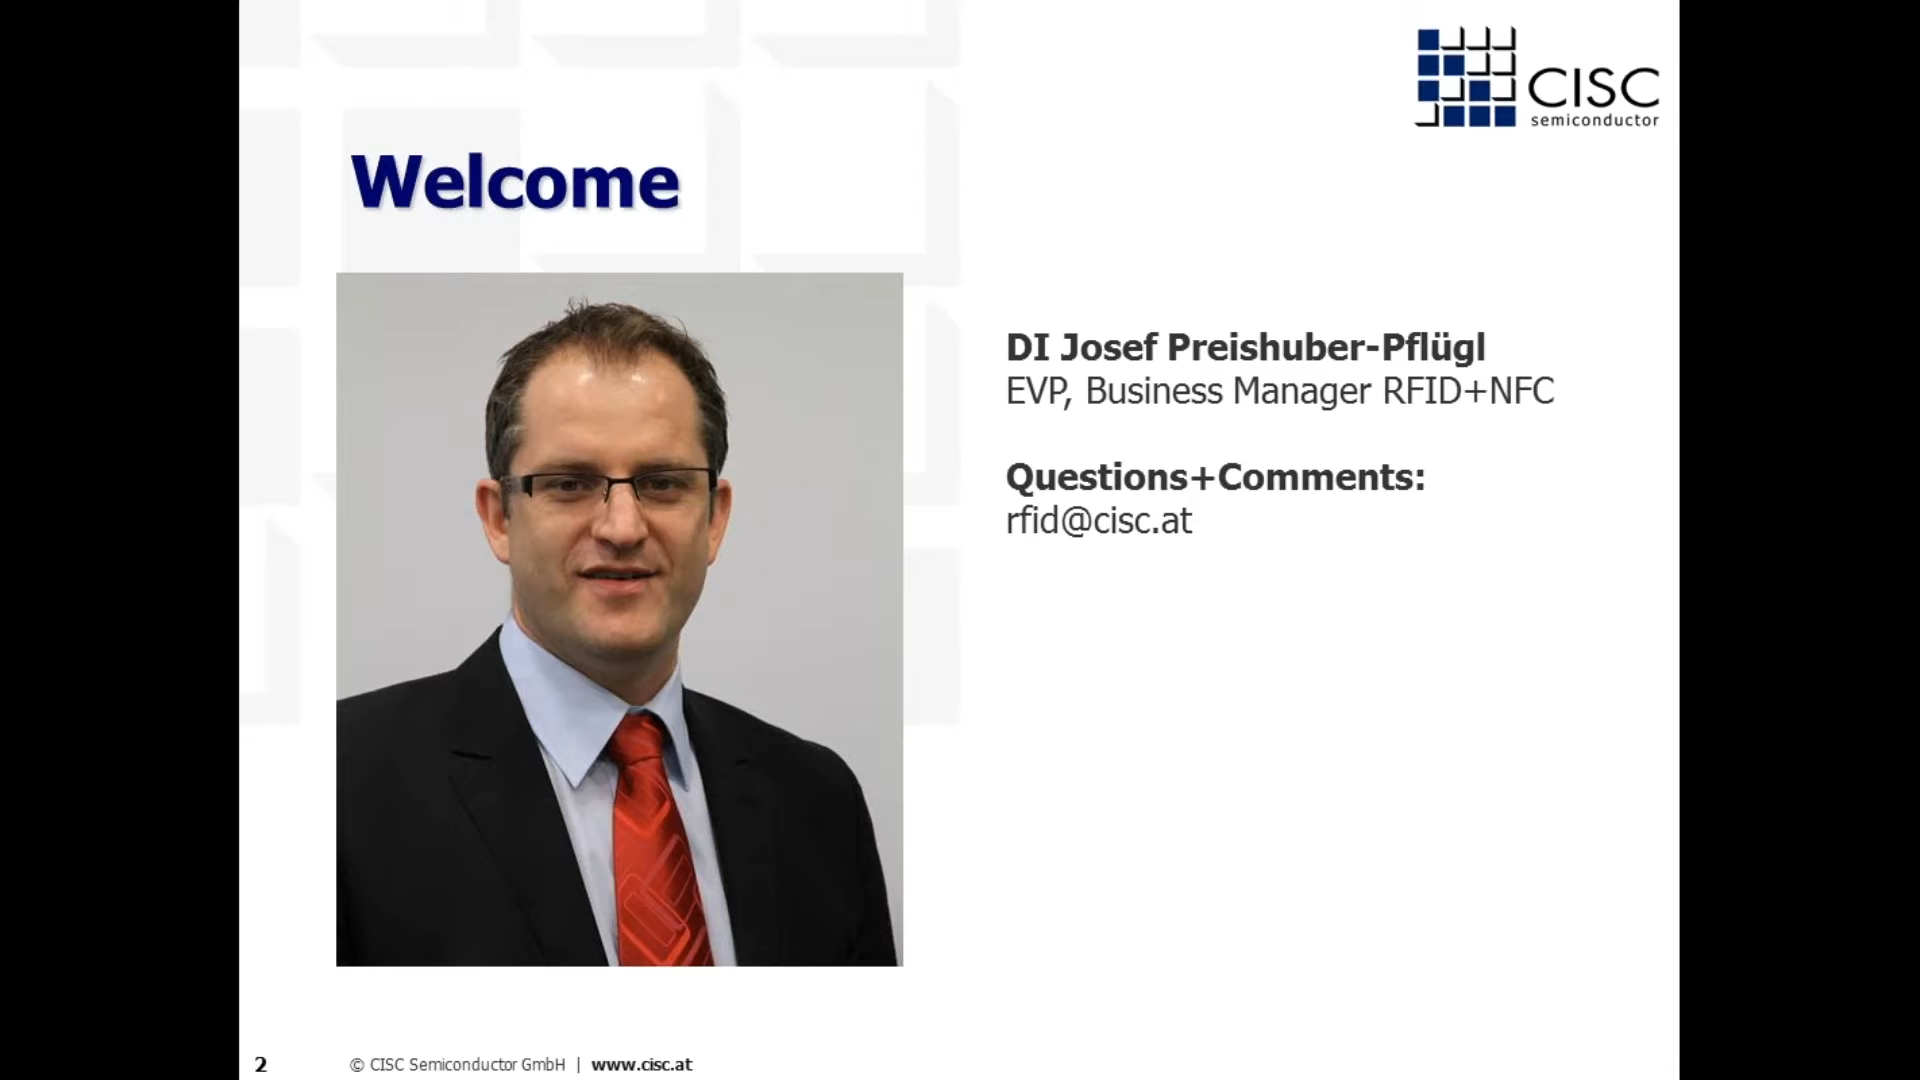 CISC
semiconductor
Welcome
DI Josef Preishuber-Pflügl
EVP, Business Manager RFID+NFC
Questions+Comments:
rfid@cisc.at
2 © CISC Semiconductor GmbH | www.cisc.at